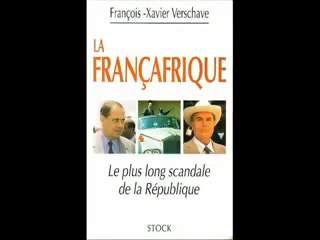 François -Xavier Verschave
LA
FRANÇAFRIQUE
Le plus long scandale
de la République
STOCK